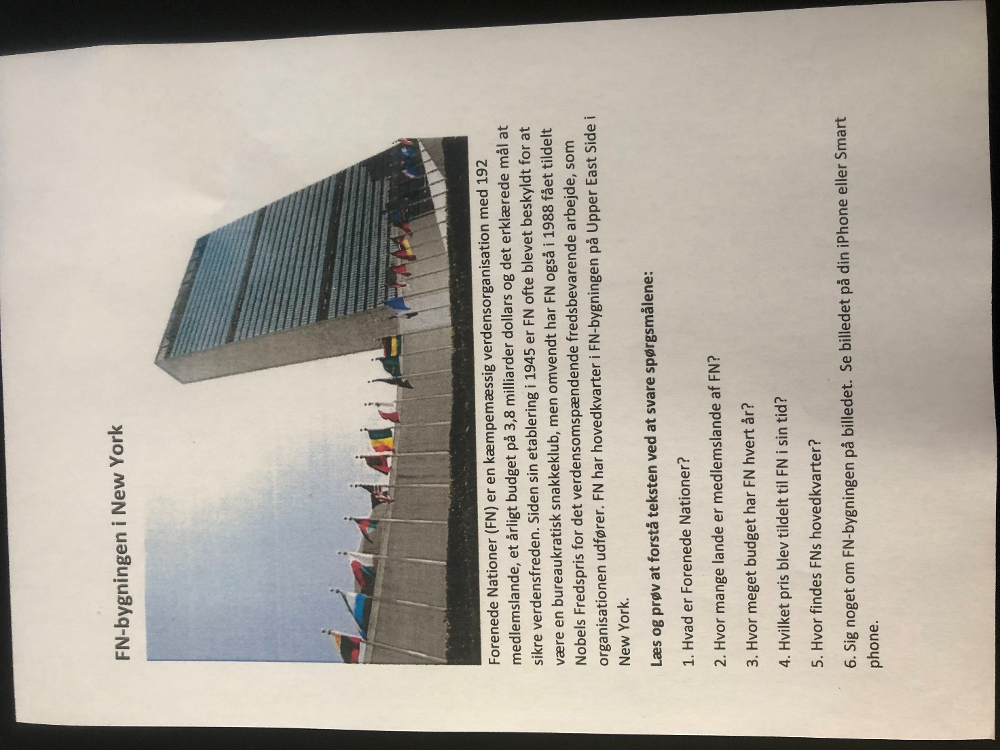 FN-bygningen i New York
Forenede Nationer (FN) er en kæmpemæssig verdensorganisation med 192
medlemslande, et årligt budget på 3,8 milliarder dollars og det erklærede mål at
sikre verdensfreden. Siden sin etablering i 1945 er FN ofte blevet beskyldt for at
være en bureaukratisk snakkeklub, men omvendt har FN også i 1988 fået tildelt
Nobels Fredspris for det verdensomspændende fredsbevarende arbejde, som
organisationen udfører. FN har hovedkvarter i FN-bygningen på Upper East Side i
New York.
Læs og prøv at forstå teksten ved at svare spørgsmålene:
1. Hvad er Forenede Nationer?
2. Hvor mange lande er medlemslande af FN?
3. Hvor meget budget har FN hvert år?
4. Hvilket pris blev tildelt til FN i sin tid?
5. Hvor findes FNs hovedkvarter?
6. Sig noget om FN-bygningen på billedet. Se billedet på din iPhone eller Smart
phone.